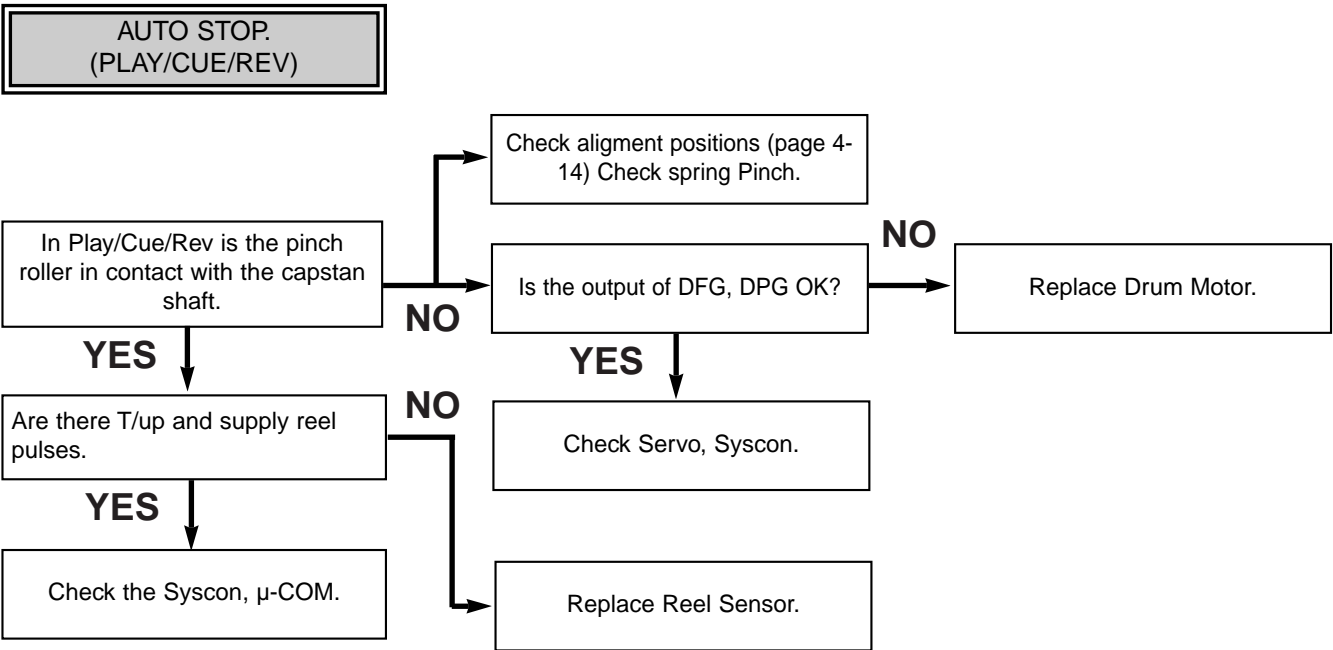 AUTO STOP.
(PLAY/CUE/REV)
Check aligment positions (page 4-
14) Check spring Pinch.
In Play/Cue/Rev is the pinch
roller in contact with the capstan
shaft.
NO
Is the output of DFG, DPG OK?
NO
Replace Drum Motor.
YES
YES
Are there T/up and supply reel
pulses.
NO
Check Servo, Syscon.
YES
Check the Syscon, μ-COM.
Replace Reel Sensor.